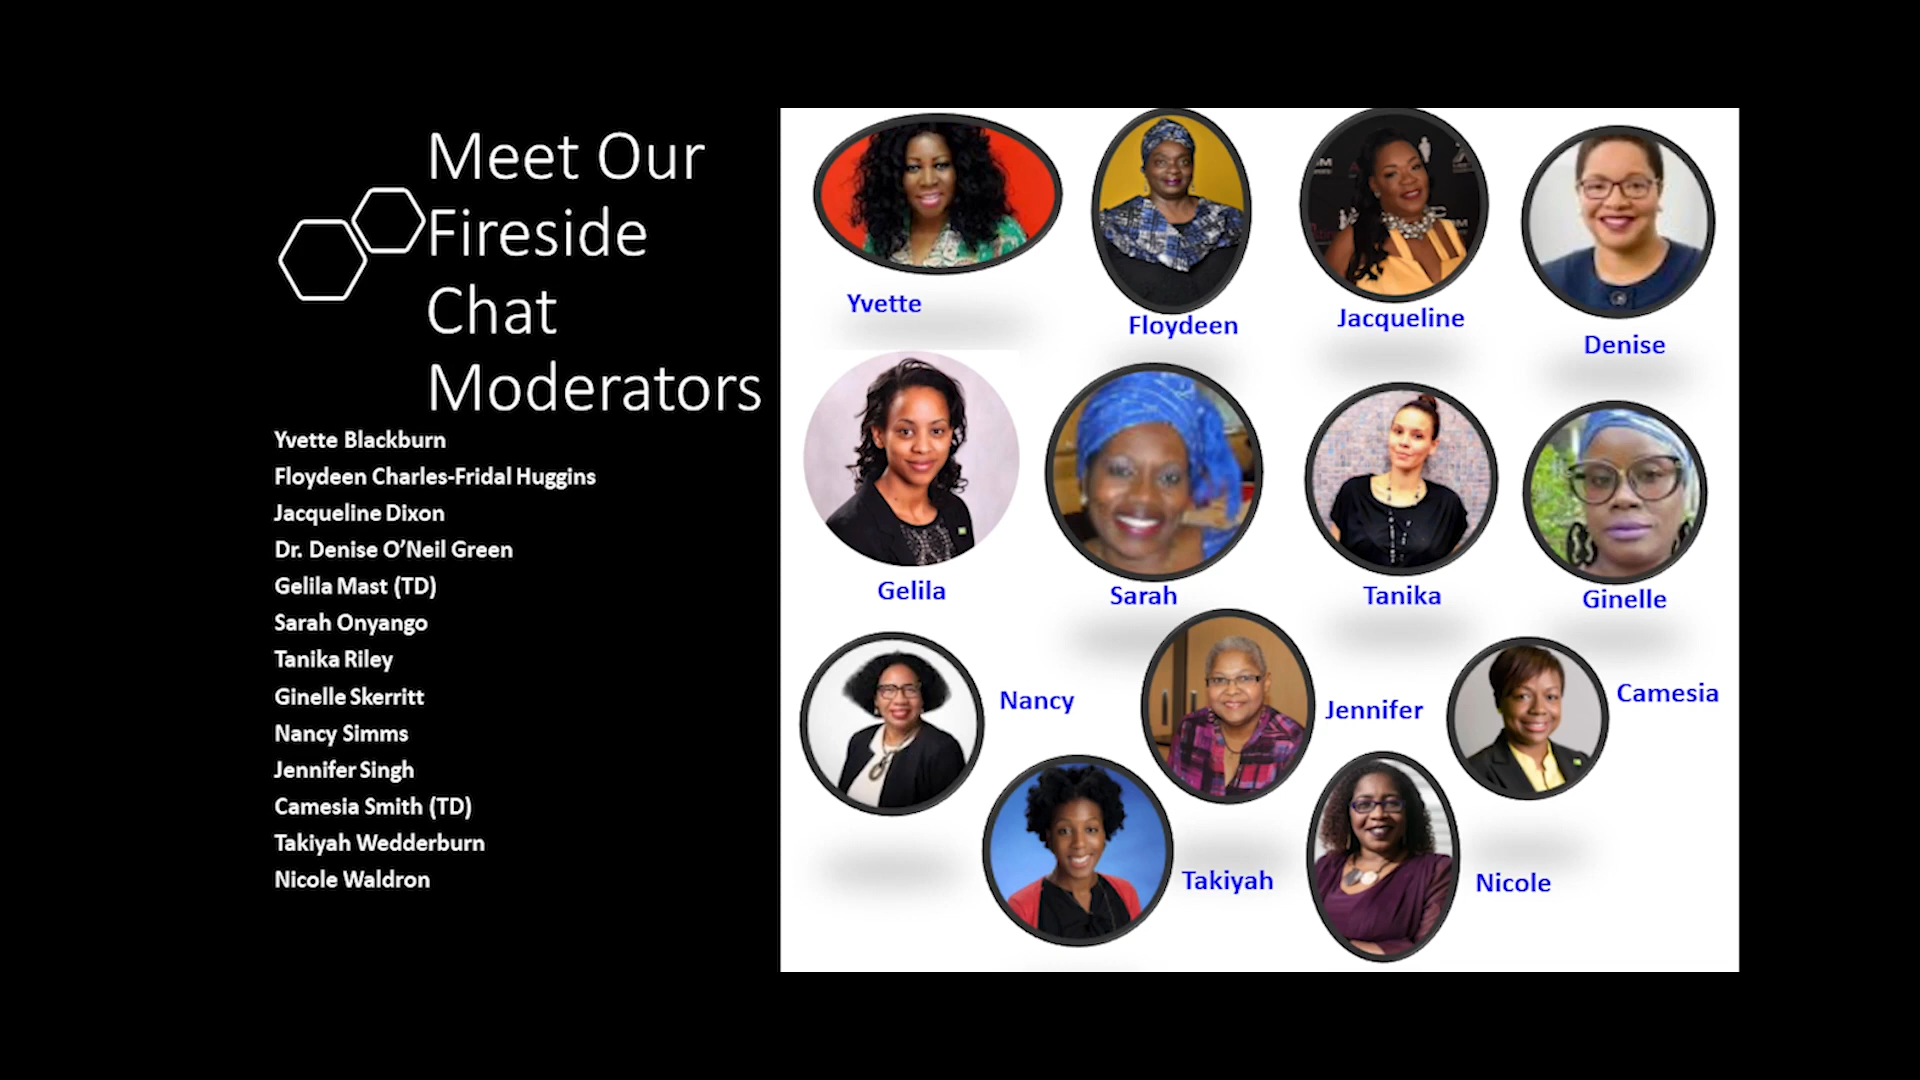 Meet Our
Fireside
Chat
Moderators
Yvette Blackburn
Floydeen Charles-Fridal Huggins
Jacqueline Dixon
Dr. Denise O’Neil Green
Gelila Mast (TD)
Sarah Onyango
Tanika Riley
Ginelle Skerritt
Nancy Simms
Jennifer Singh
Camesia Smith (TD)
Takiyah Wedderburn
Nicole Waldron
Yvette
Floydeen
Jacqueline
Denise
Gelila
Sarah
Tanika
Ginelle
Nancy
Jennifer
Camesia
Takiyah
Nicole